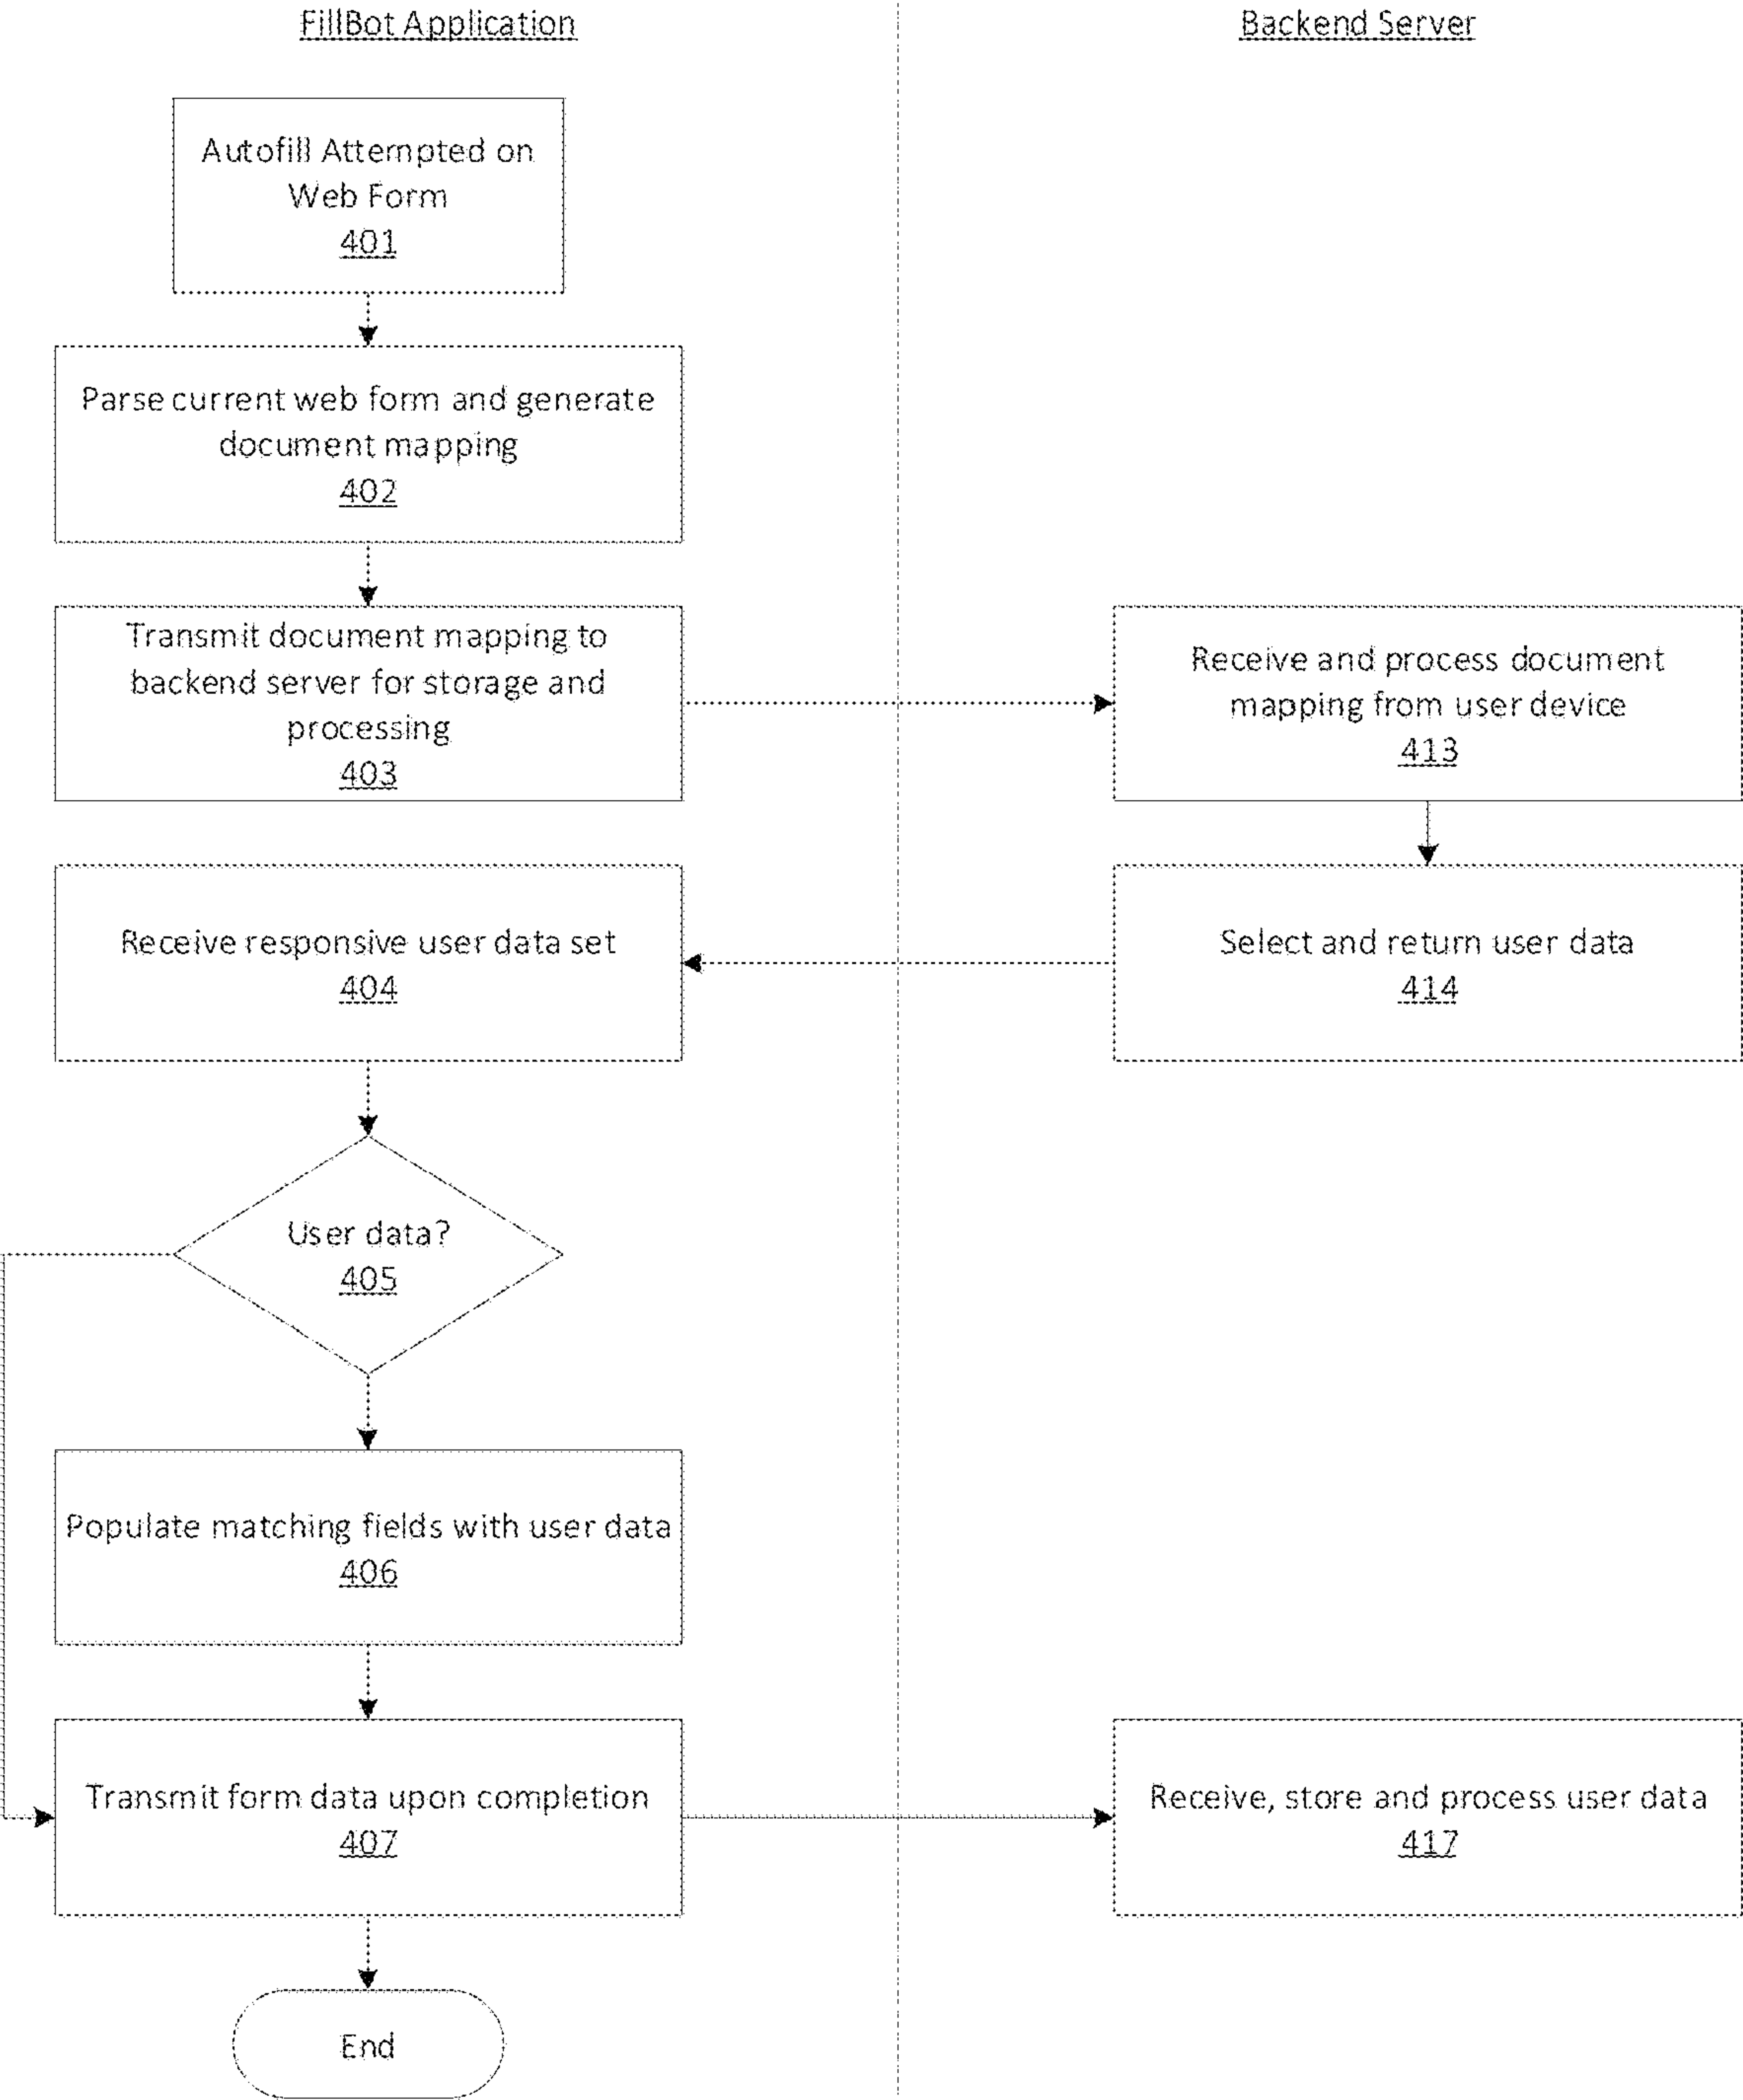 FillBot Application
Backend Server
Autofill Attempted on
Web Form
401
Parse current web form and generate
document mapping
402
Transmit document mapping to
backend server for storage and
processing
403
Receive and process document
mapping from user device
413
Receive responsive user data set
404
Select and return user data
414
User data?
405
Populate matching fields with user data
406
Transmit form data upon completion
407
Receive, store and process user data
417
End